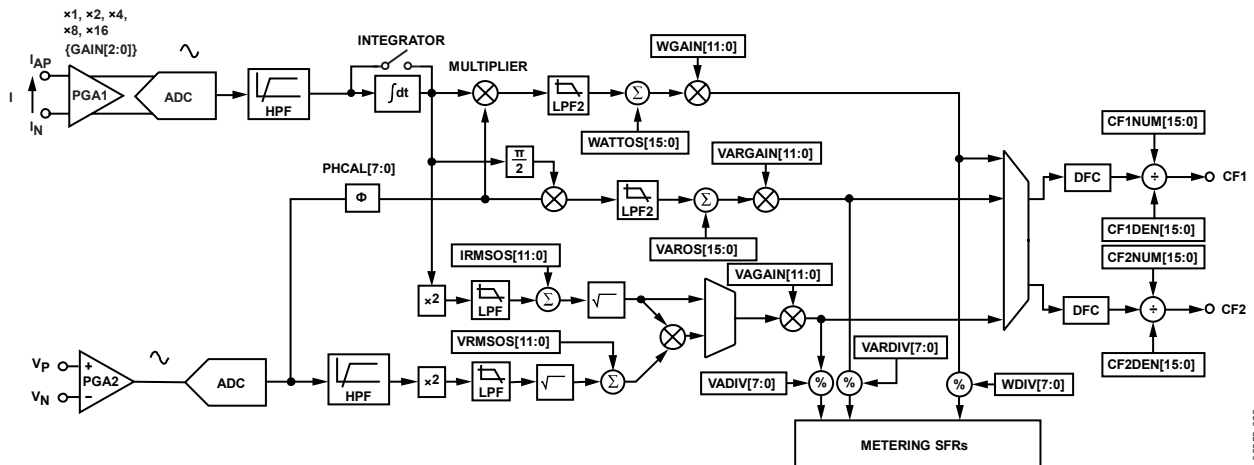 ×1, ×2, ×4,
×8, ×16
{GAIN[2:0]}
I
IAP
IN
PGA1
ADC
HPF
INTEGRATOR
∫dt
MULTIPLIER
LPF2
Σ
WATTOS[15:0]
WGAIN[11:0]
π
2
PHCAL[7:0]
Φ
LPF2
Σ
VAROS[15:0]
VARGAIN[11:0]
IRMSOS[11:0]
×2
LPF
Σ
√
VAGAIN[11:0]
VP
VN
+
−
PGA2
ADC
HPF
×2
LPF
√
VRMSOS[11:0]
Σ
VADIV[7:0]
%
%
VARDIV[7:0]
%
WDIV[7:0]
METERING SFRs
DFC
CF1NUM[15:0]
÷
CF1
CF1DEN[15:0]
CF2NUM[15:0]
DFC
÷
CF2
CF2DEN[15:0]